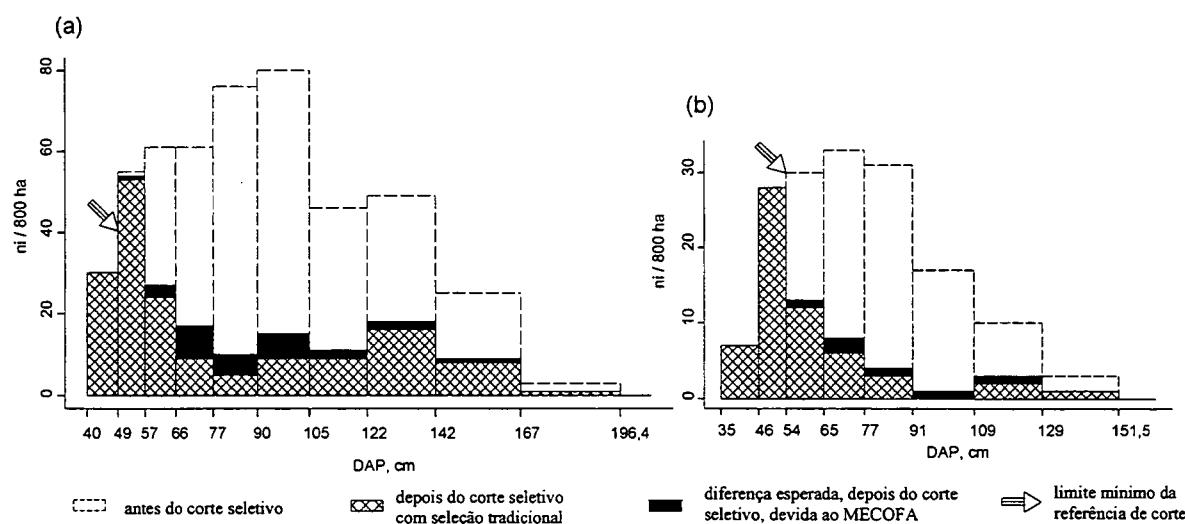 (a)
80
60
40
20
0
ni / 800 ha
40 49 57 66 77 90 105 122 142 167 196,4
DAP, cm
(b)
30
20
10
0
ni / 800 ha
35 46 54 65 77 91 109 129 151,5
DAP, cm
antes do corte seletivo
depois do corte seletivo
com seleção tradicional
diferença esperada, depois do corte
seletivo, devida ao MECOFA
limite mínimo da
referência de corte